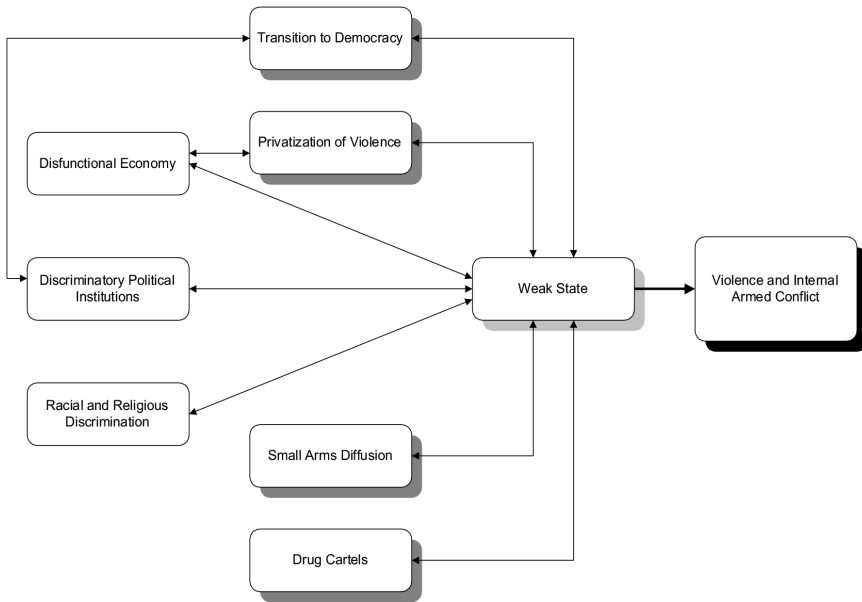 Transition to Democracy
Privatization of Violence
Disfunctional Economy
Discriminatory Political
Institutions
Weak State
Violence and Internal
Armed Conflict
Racial and Religious
Discrimination
Small Arms Diffusion
Drug Cartels